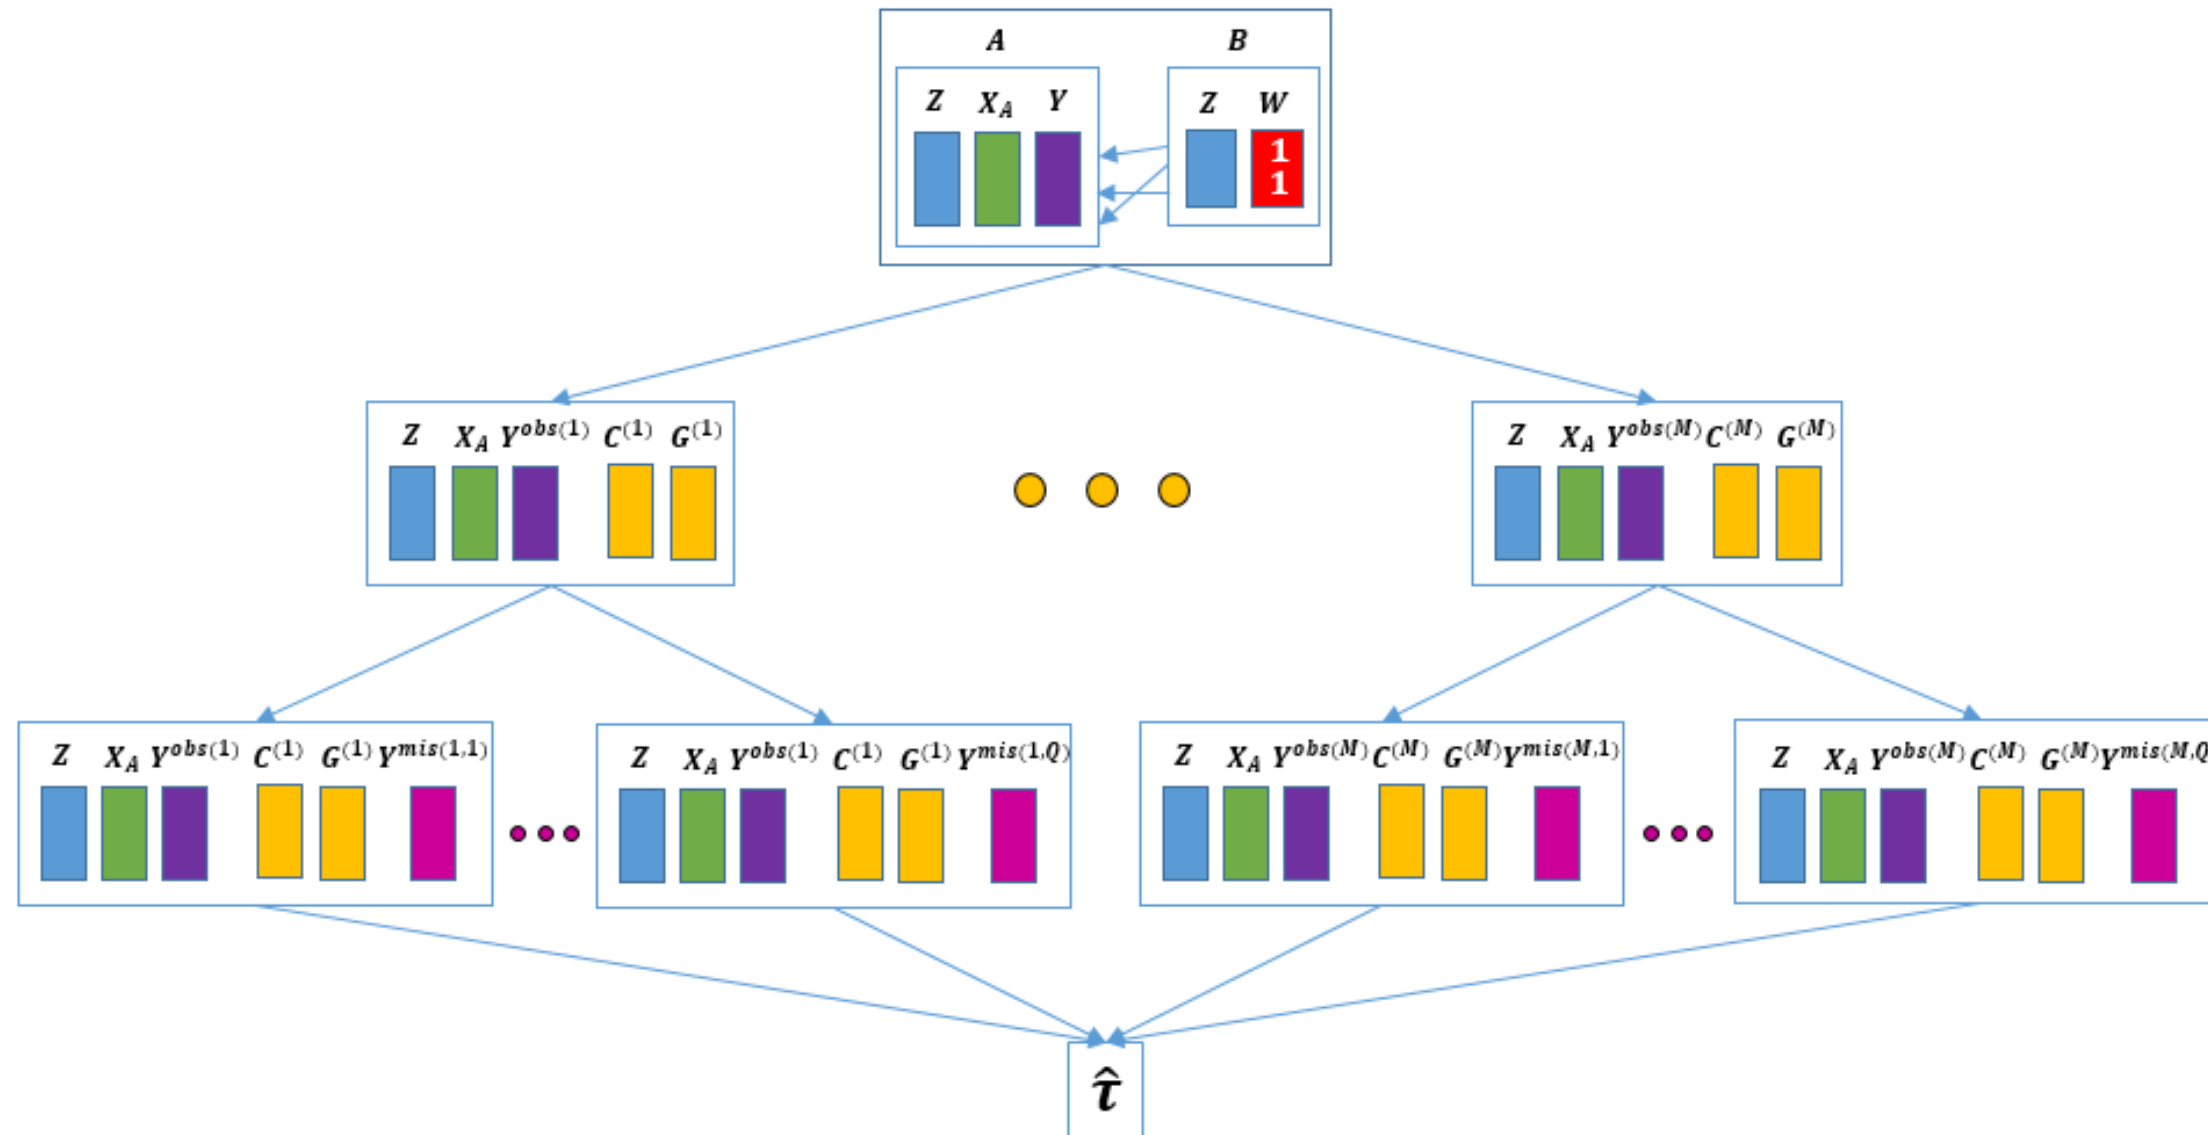 A B
Z X_A Y Z W
1
1
Z X_A Y^obs(1) C^(1) G^(1) Z X_A Y^obs(M) C^(M) G^(M)
Z X_A Y^obs(1) C^(1) G^(1) Y^mis(1,1) Z X_A Y^obs(1) C^(1) G^(1) Y^mis(1,Q) Z X_A Y^obs(M) C^(M) G^(M) Y^mis(M,1) Z X_A Y^obs(M) C^(M) G^(M) Y^mis(M,Q
τ̂